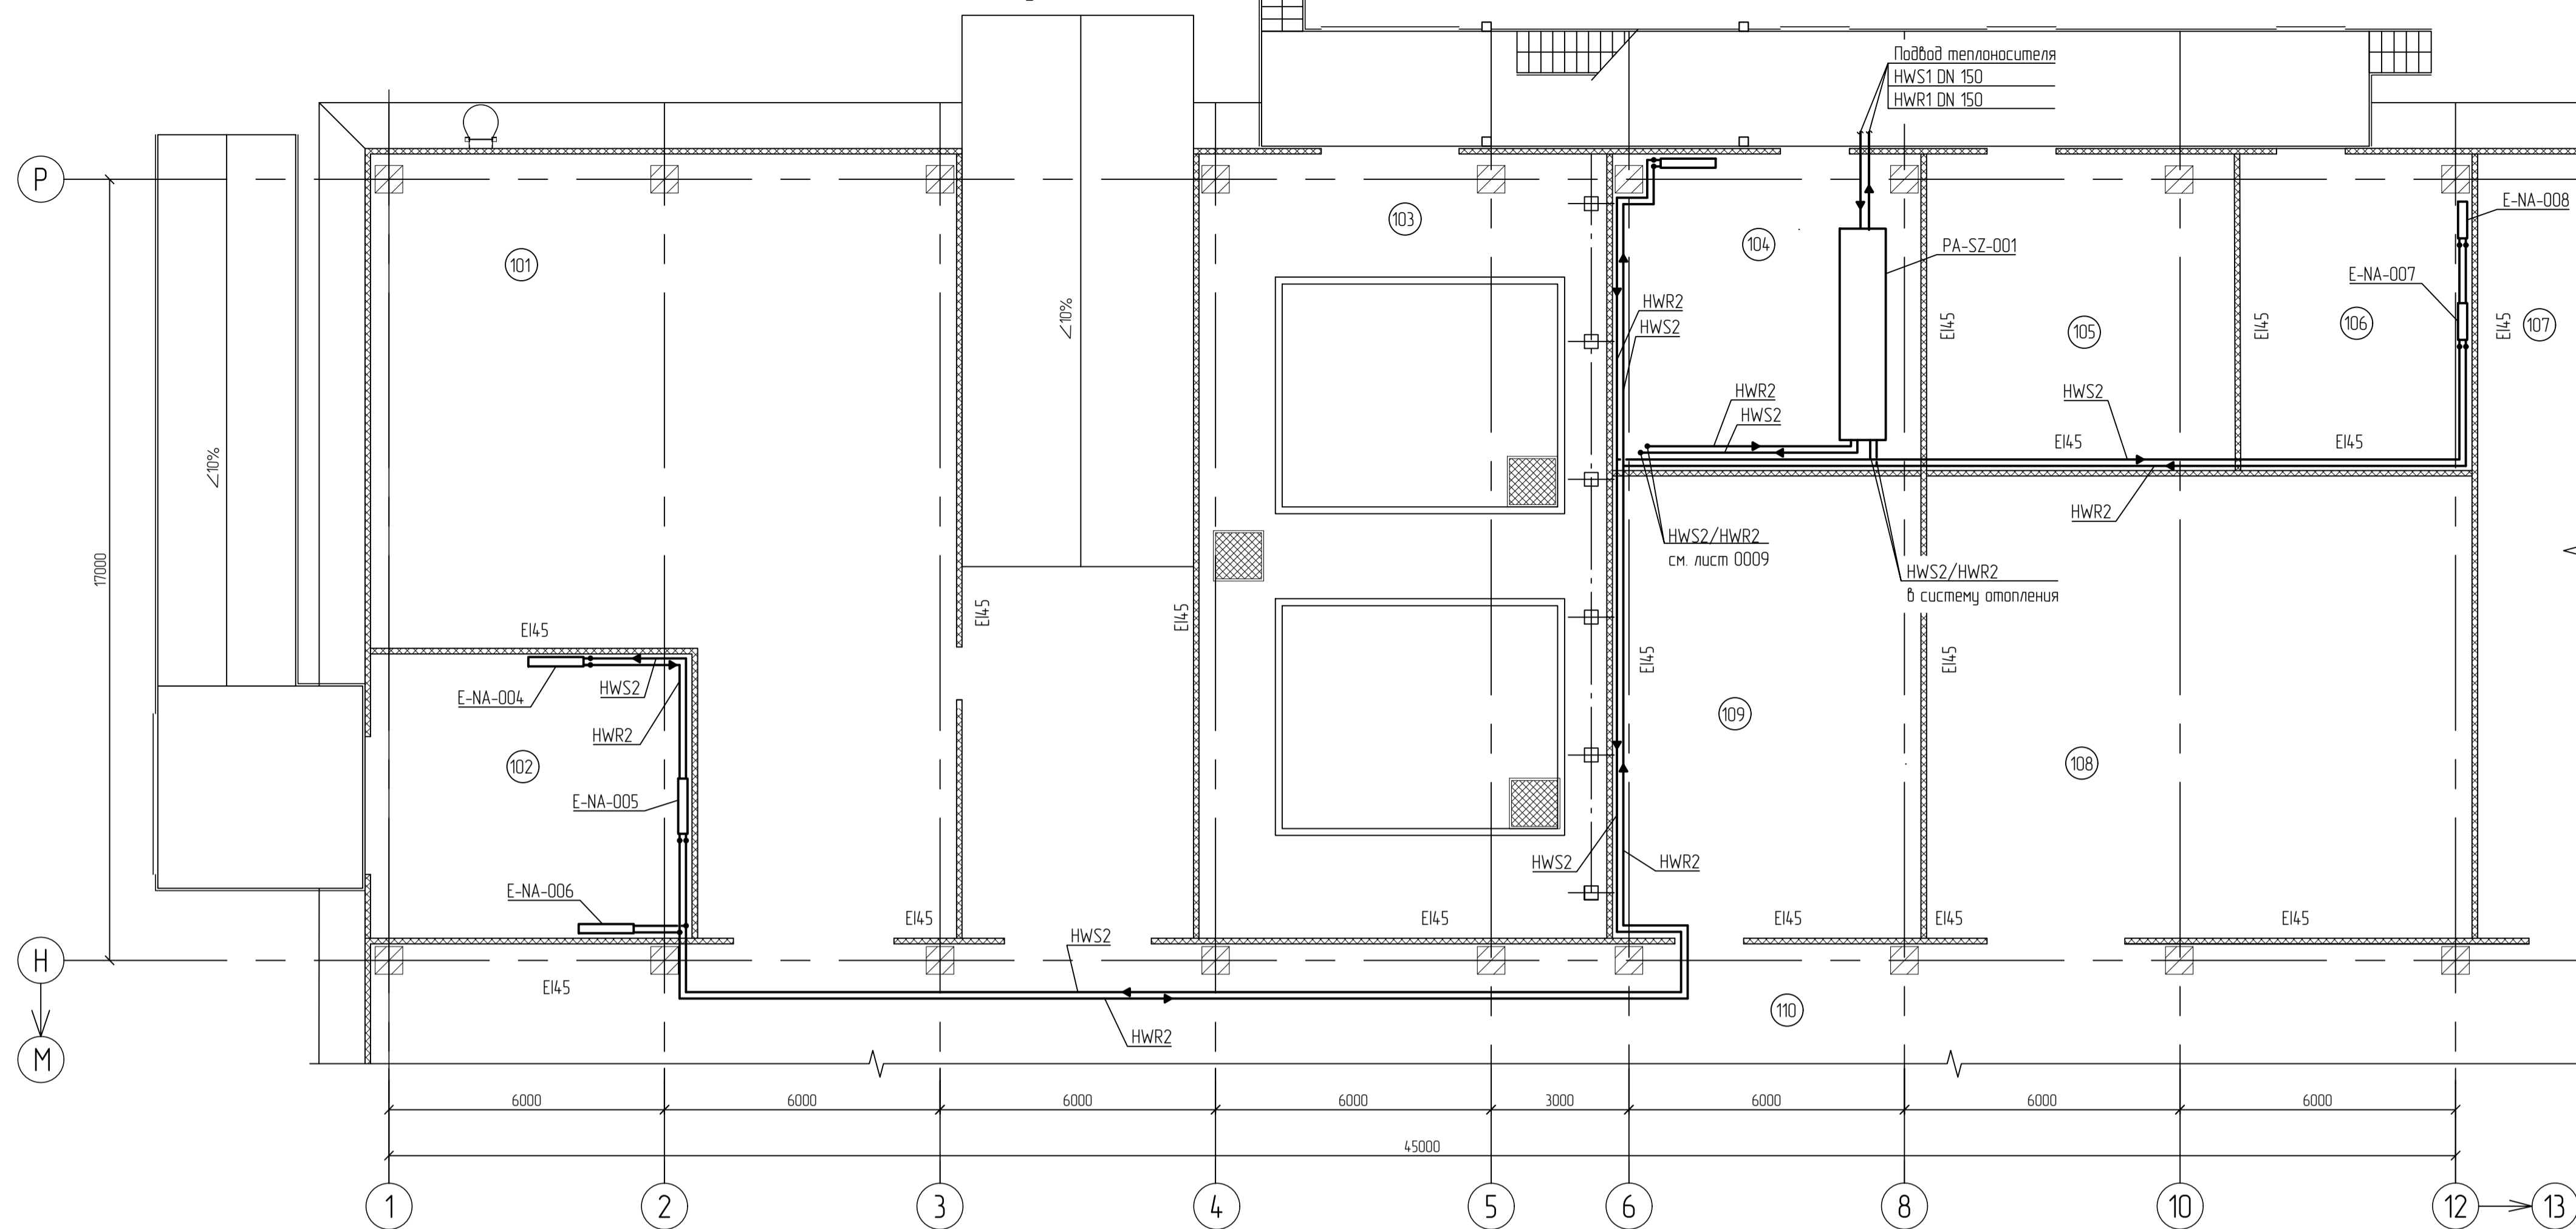 Подвод теплоносителя
HWS1 DN 150
HWR1 DN 150
P
101
103
104
PA-SZ-001
E-NA-008
E-NA-007
106
107
105
EI45
EI45
EI45
∠10%
∠10%
HWR2
HWS2
HWR2
HWS2
HWS2
EI45
EI45
HWR2
HWS2/HWR2
см. лист 0009
HWS2/HWR2
в систему отопления
17000
EI45
EI45
EI45
EI45
EI45
E-NA-004
HWS2
HWR2
102
E-NA-005
E-NA-006
109
108
HWS2
HWR2
EI45
EI45
EI45
EI45
EI45
H
HWS2
EI45
HWR2
110
M
6000
6000
6000
6000
3000
6000
6000
6000
45000
1
2
3
4
5
6
8
10
12
13